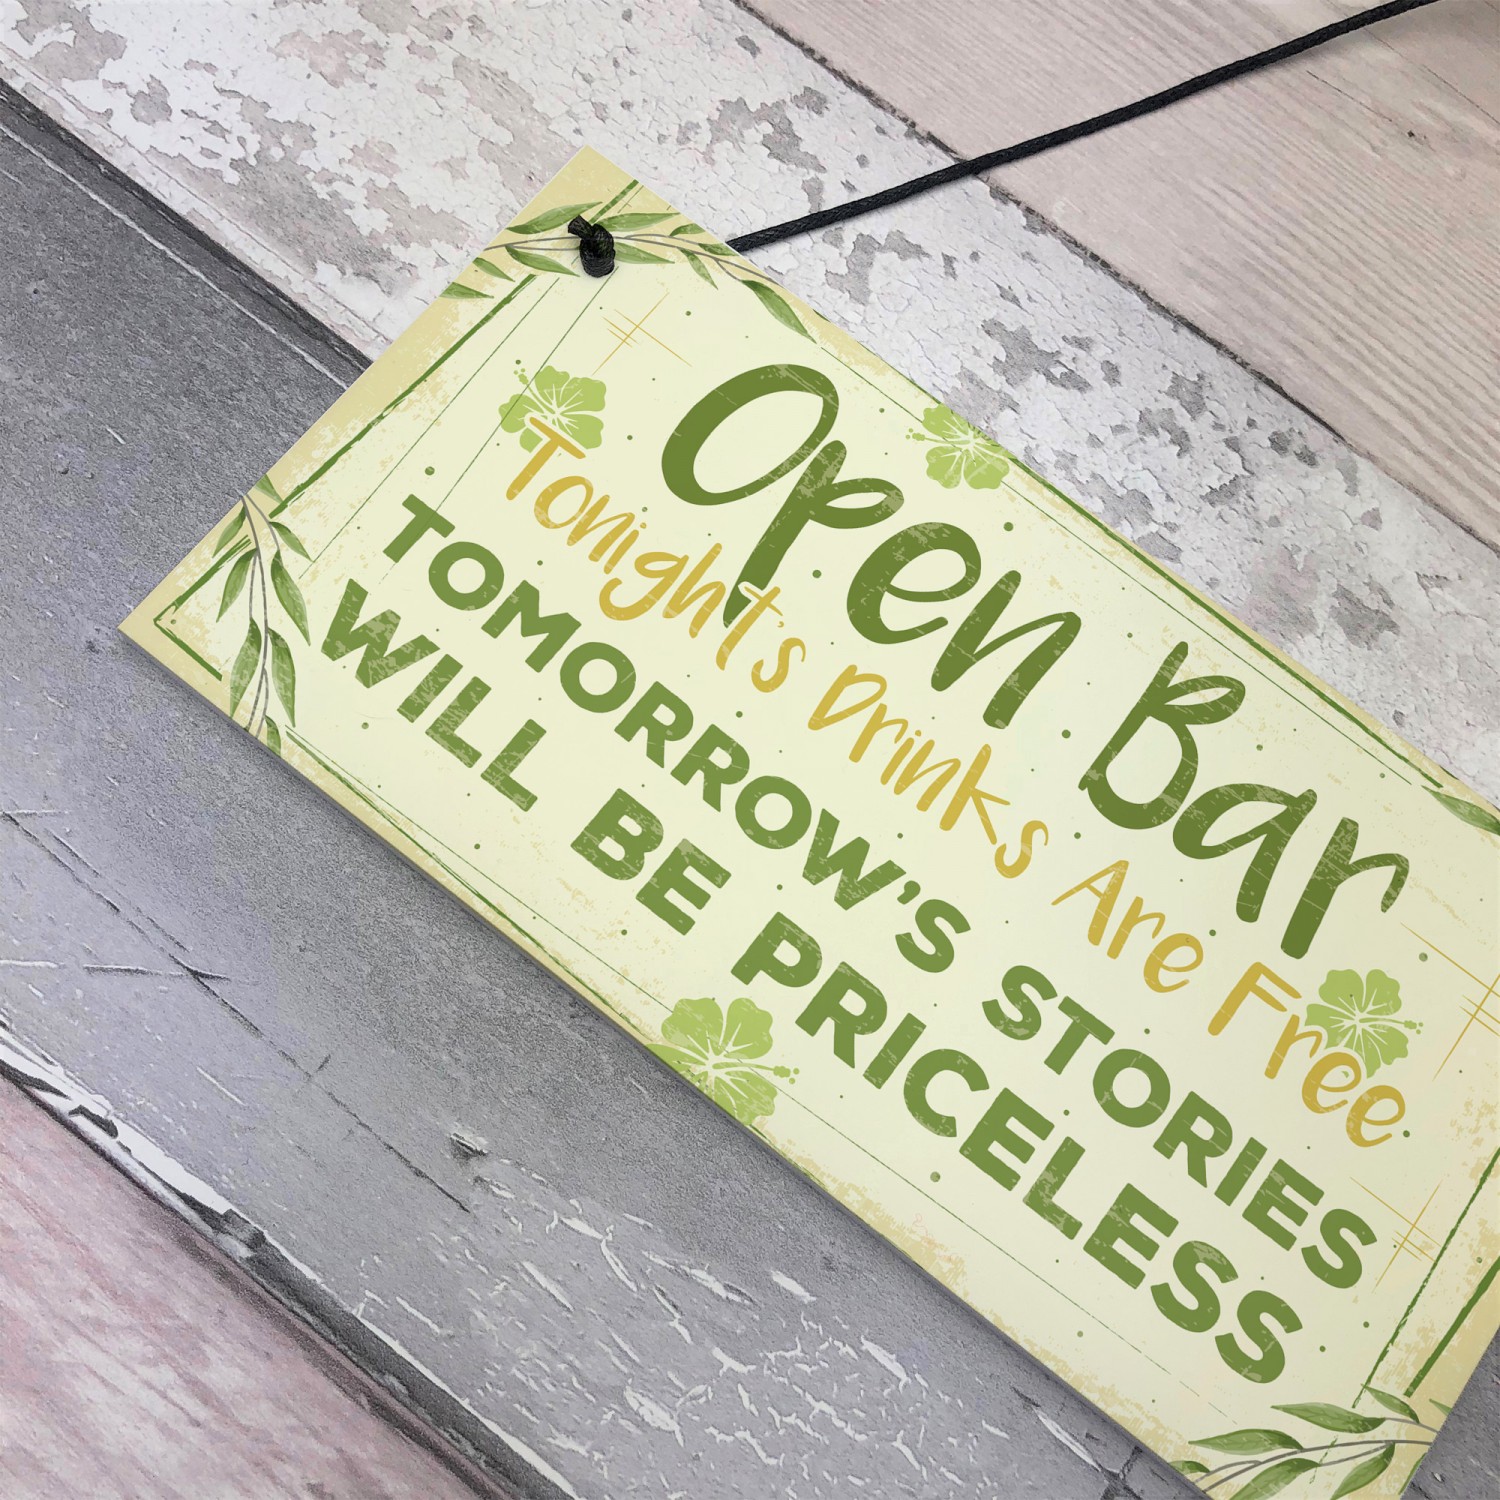 Open Bar
Tonight's Drinks Are Free
TOMORROW'S STORIES
WILL BE PRICELESS